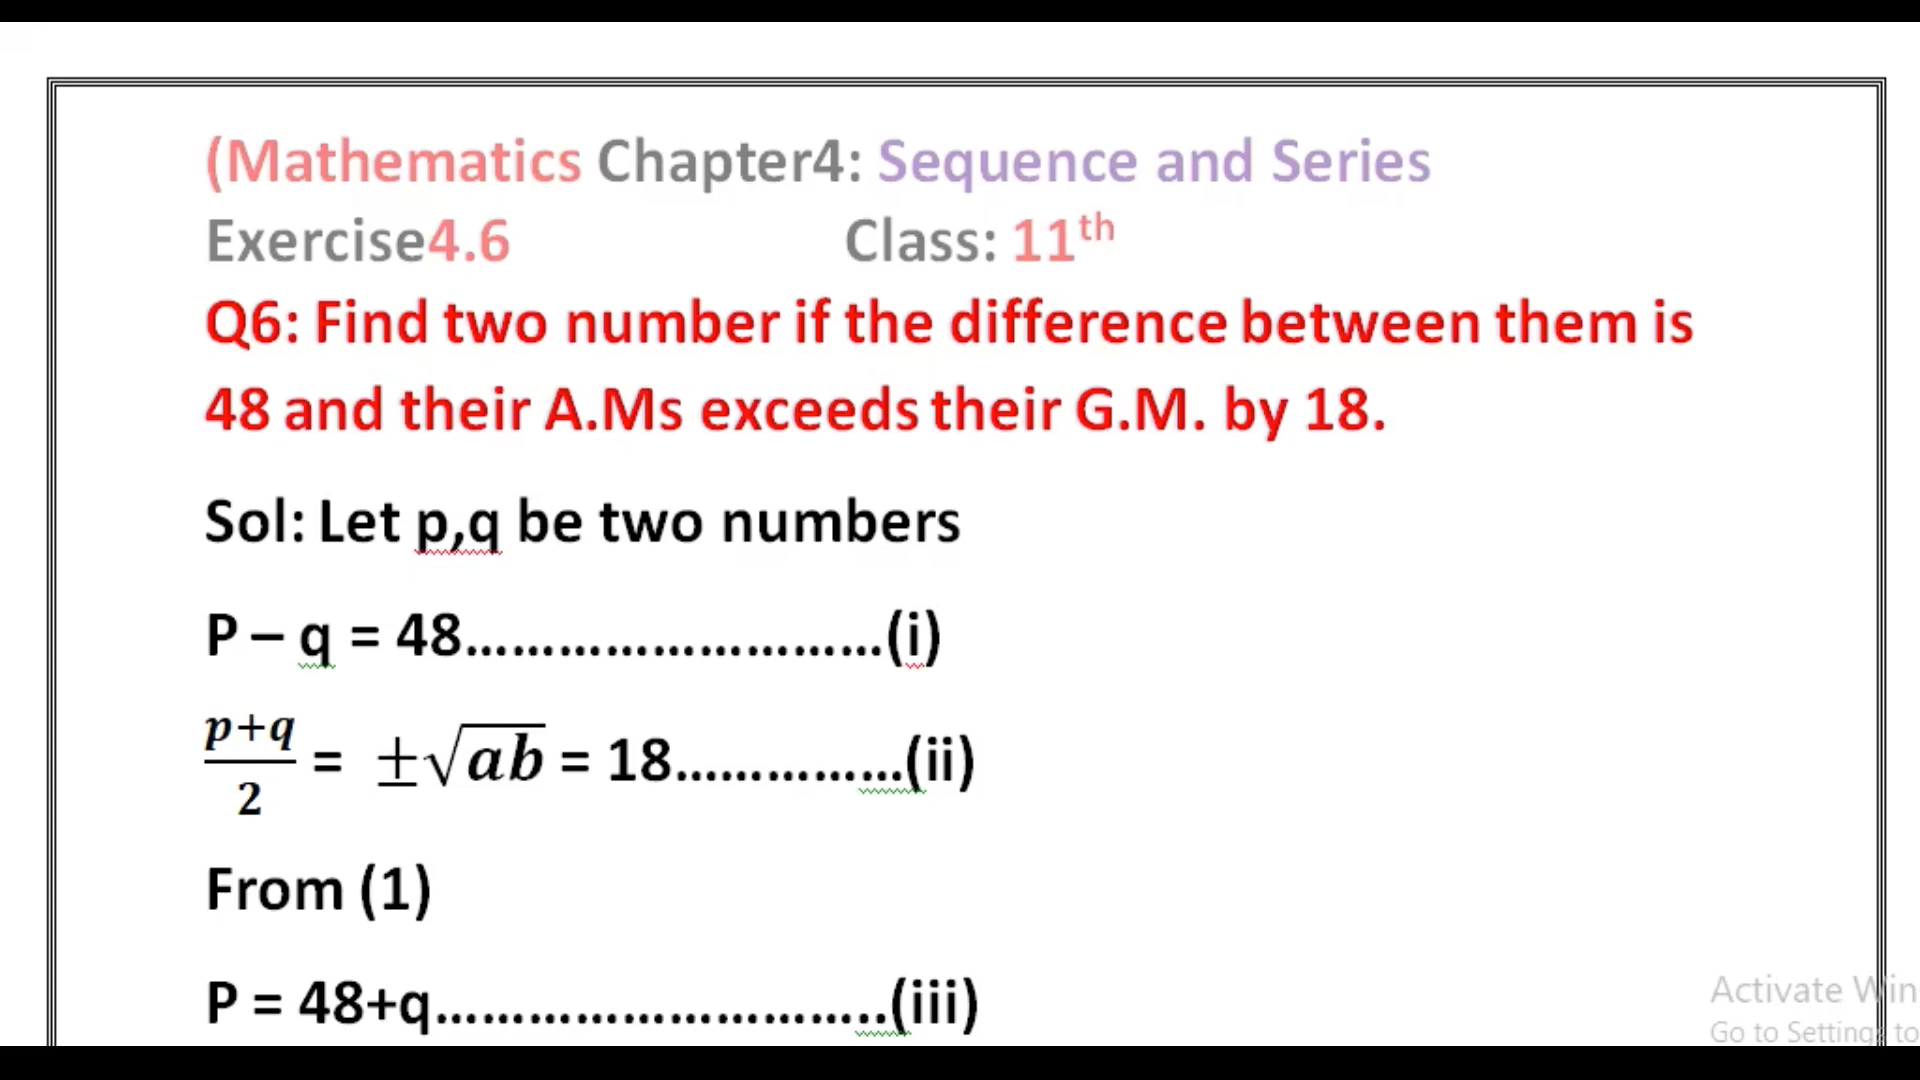 (Mathematics Chapter4: Sequence and Series
Exercise4.6 Class: 11th
Q6: Find two number if the difference between them is
48 and their A.Ms exceeds their G.M. by 18.
Sol: Let p,q be two numbers
P – q = 48………………………(i)
p+q/2 = ±√ab = 18……………(ii)
From (1)
P = 48+q………………………..(iii)
Activate Win
Go to Settings to